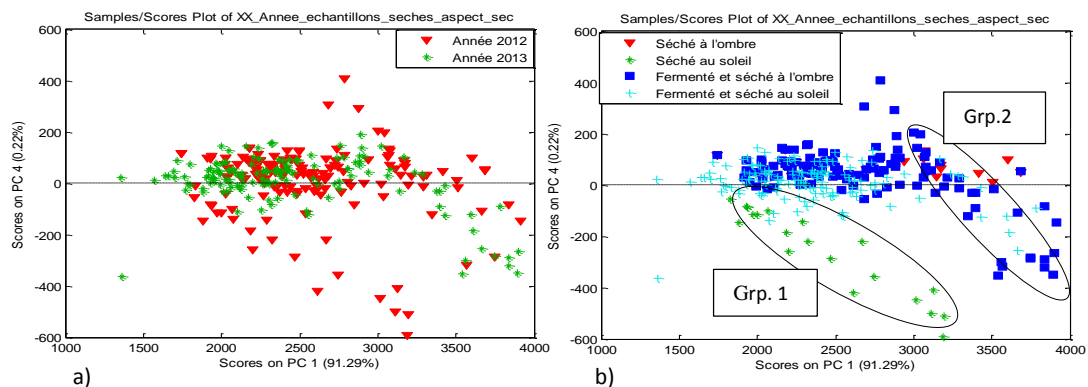 Samples/Scores Plot of XX_Annee_echantillons_seches_aspect_sec
600
400
200
0
-200
-400
-600
Scores on PC 4 (0.22%)
Année 2012
Année 2013
1000 1500 2000 2500 3000 3500 4000
Scores on PC 1 (91.29%)
a)
Samples/Scores Plot of XX_Annee_echantillons_seches_aspect_sec
600
400
200
0
-200
-400
-600
Scores on PC 4 (0.22%)
Séché à l'ombre
Séché au soleil
Fermenté et séché à l'ombre
Fermenté et séché au soleil
Grp.2
Grp. 1
1000 1500 2000 2500 3000 3500 4000
Scores on PC 1 (91.29%)
b)